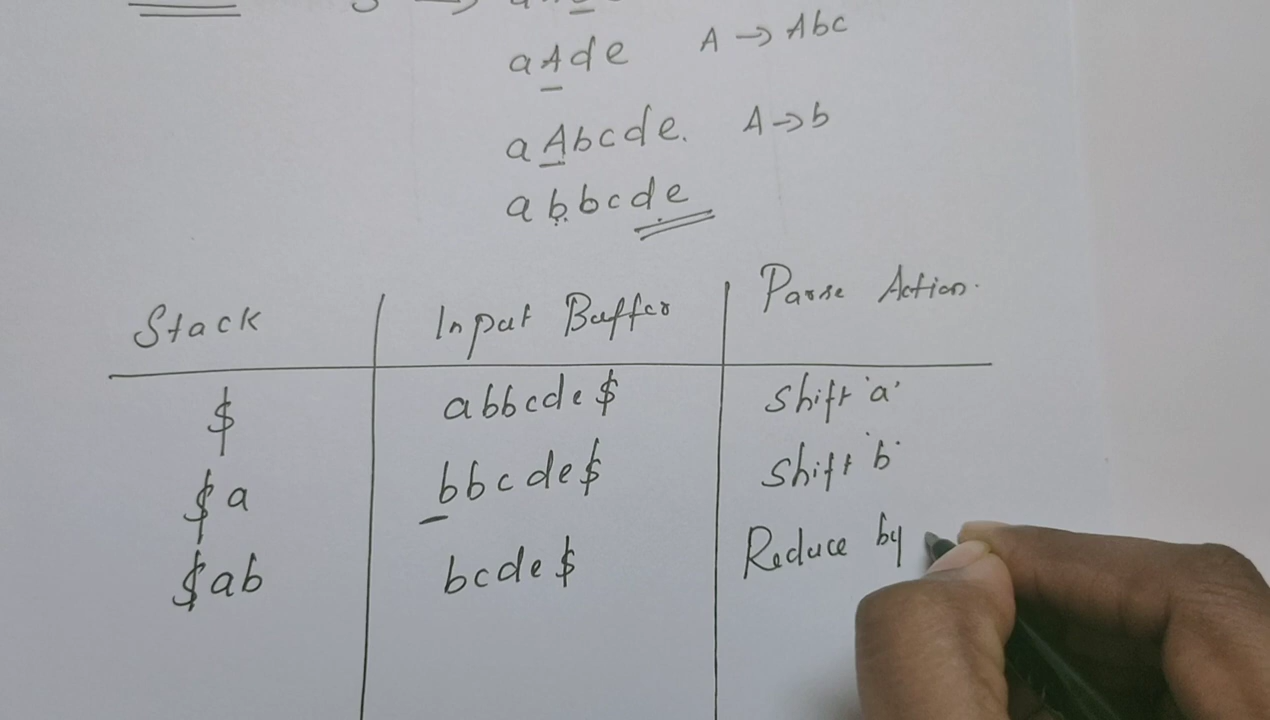 aAde A → Abc
aAbcde. A → b
abbcde
Stack Input Buffer Parse Action.
$ abbcde$ Shift 'a'
$a bbcde$ Shift 'b'
$ab bcde$ Reduce by